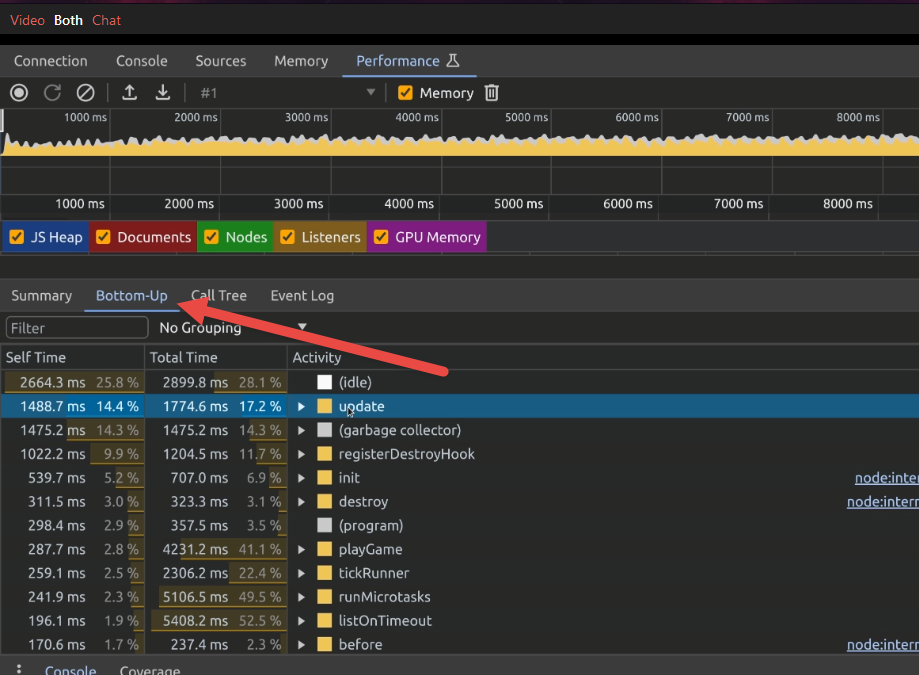 Video Both Chat
Connection Console Sources Memory Performance
#1 Memory
1000 ms 2000 ms 3000 ms 4000 ms 5000 ms 6000 ms 7000 ms 8000 ms
1000 ms 2000 ms 3000 ms 4000 ms 5000 ms 6000 ms 7000 ms 8000 ms
JS Heap Documents Nodes Listeners GPU Memory
Summary Bottom-Up Call Tree Event Log
Filter No Grouping
Self Time Total Time Activity
2664.3 ms 25.8 % 2899.8 ms 28.1 % (idle)
1488.7 ms 14.4 % 1774.6 ms 17.2 % update
1475.2 ms 14.3 % 1475.2 ms 14.3 % (garbage collector)
1022.2 ms 9.9 % 1204.5 ms 11.7 % registerDestroyHook
539.7 ms 5.2 % 707.0 ms 6.9 % init node:inter
311.5 ms 3.0 % 323.3 ms 3.1 % destroy node:intern
298.4 ms 2.9 % 357.5 ms 3.5 % (program)
287.7 ms 2.8 % 4231.2 ms 41.1 % playGame
259.1 ms 2.5 % 2306.2 ms 22.4 % tickRunner
241.9 ms 2.3 % 5106.5 ms 49.5 % runMicrotasks
196.1 ms 1.9 % 5408.2 ms 52.5 % listOnTimeout
170.6 ms 1.7 % 237.4 ms 2.3 % before node:intern
Console Coverage